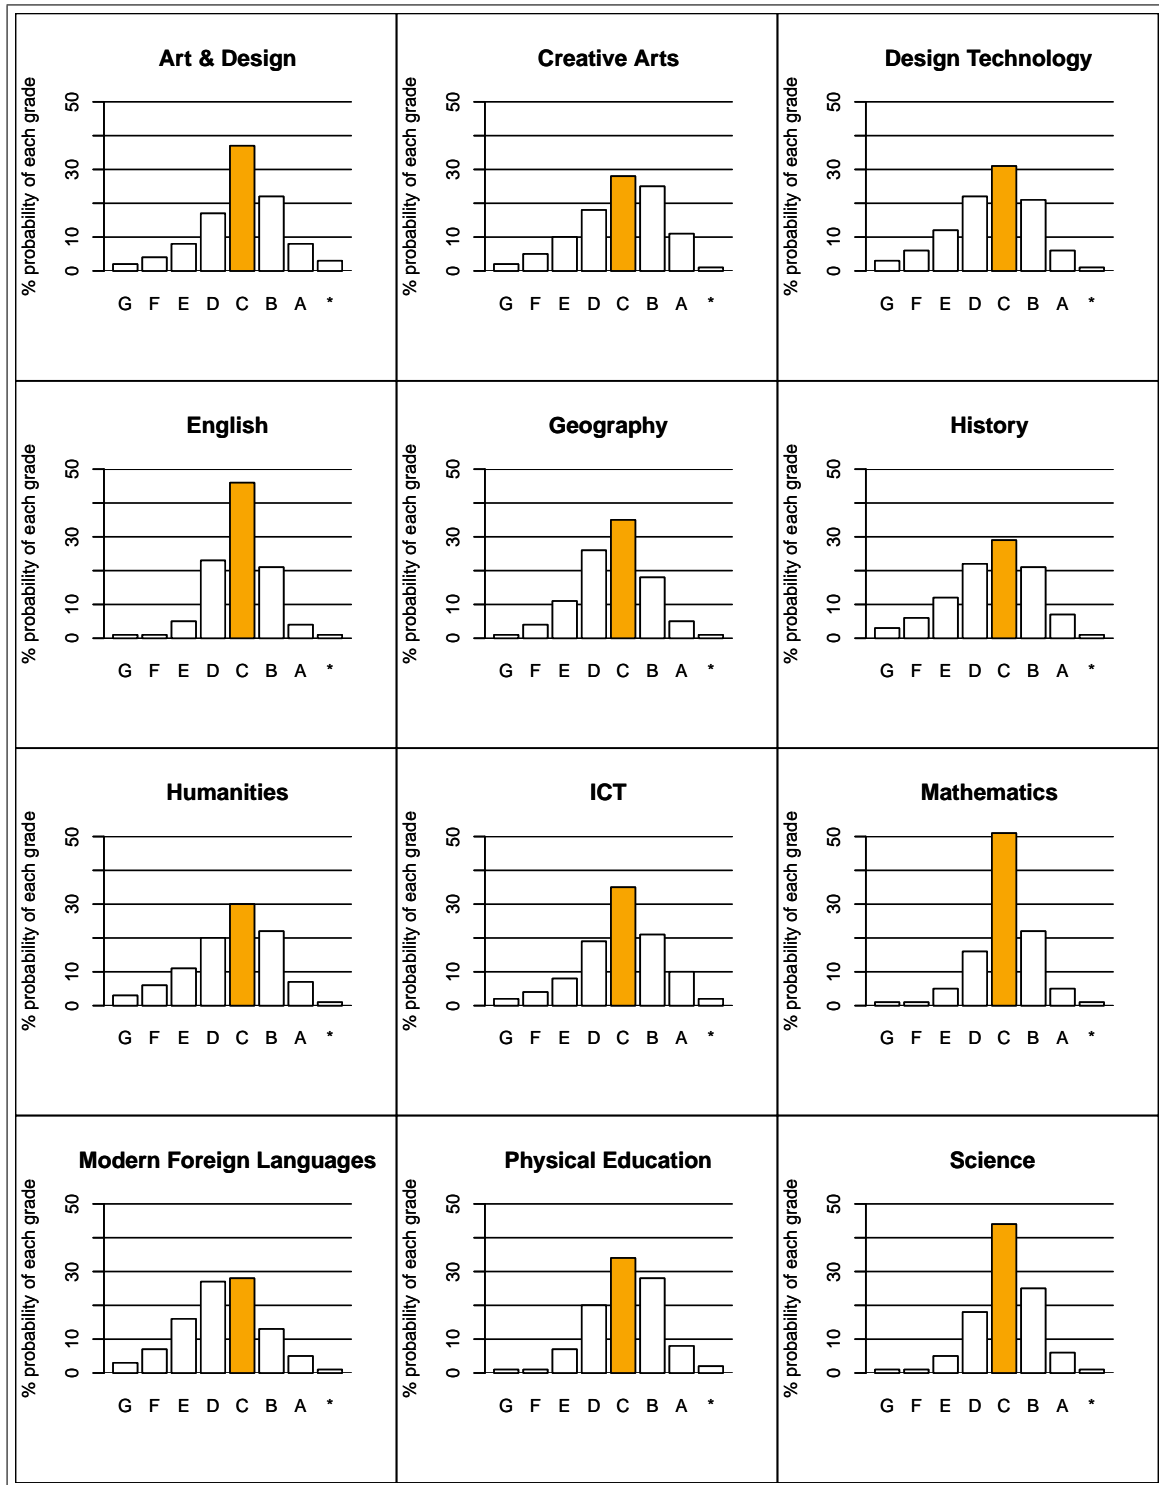 Art & Design
% probability of each grade
50
30
10
0
G F E D C B A *
Creative Arts
% probability of each grade
50
30
10
0
G F E D C B A *
Design Technology
% probability of each grade
50
30
10
0
G F E D C B A *
English
% probability of each grade
50
30
10
0
G F E D C B A *
Geography
% probability of each grade
50
30
10
0
G F E D C B A *
History
% probability of each grade
50
30
10
0
G F E D C B A *
Humanities
% probability of each grade
50
30
10
0
G F E D C B A *
ICT
% probability of each grade
50
30
10
0
G F E D C B A *
Mathematics
% probability of each grade
50
30
10
0
G F E D C B A *
Modern Foreign Languages
% probability of each grade
50
30
10
0
G F E D C B A *
Physical Education
% probability of each grade
50
30
10
0
G F E D C B A *
Science
% probability of each grade
50
30
10
0
G F E D C B A *